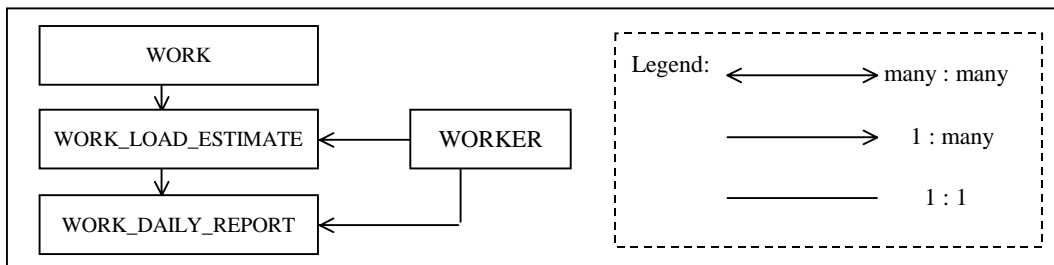 WORK
WORK_LOAD_ESTIMATE
WORKER
WORK_DAILY_REPORT
Legend:
many : many
1 : many
1 : 1